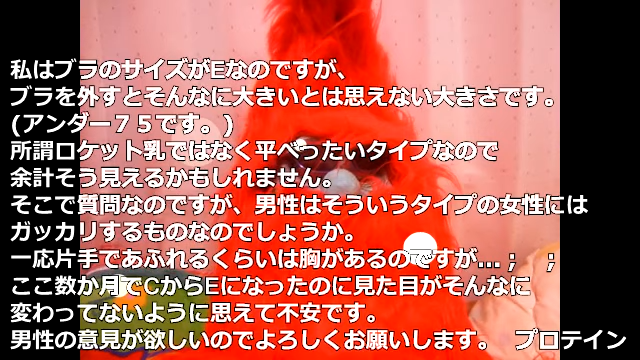 私はブラのサイズがEなのですが、
ブラを外すとそんなに大きいとは思えない大きさです。
(アンダー７５です。)
所謂ロケット乳ではなく平べったいタイプなので
余計そう見えるかもしれません。
そこで質問なのですが、男性はそういうタイプの女性には
ガッカリするものなのでしょうか。
一応片手であふれるくらいは胸があるのですが…；　；
ここ数か月でCからEになったのに見た目がそんなに
変わってないように思えて不安です。
男性の意見が欲しいのでよろしくお願いします。　プロテイン